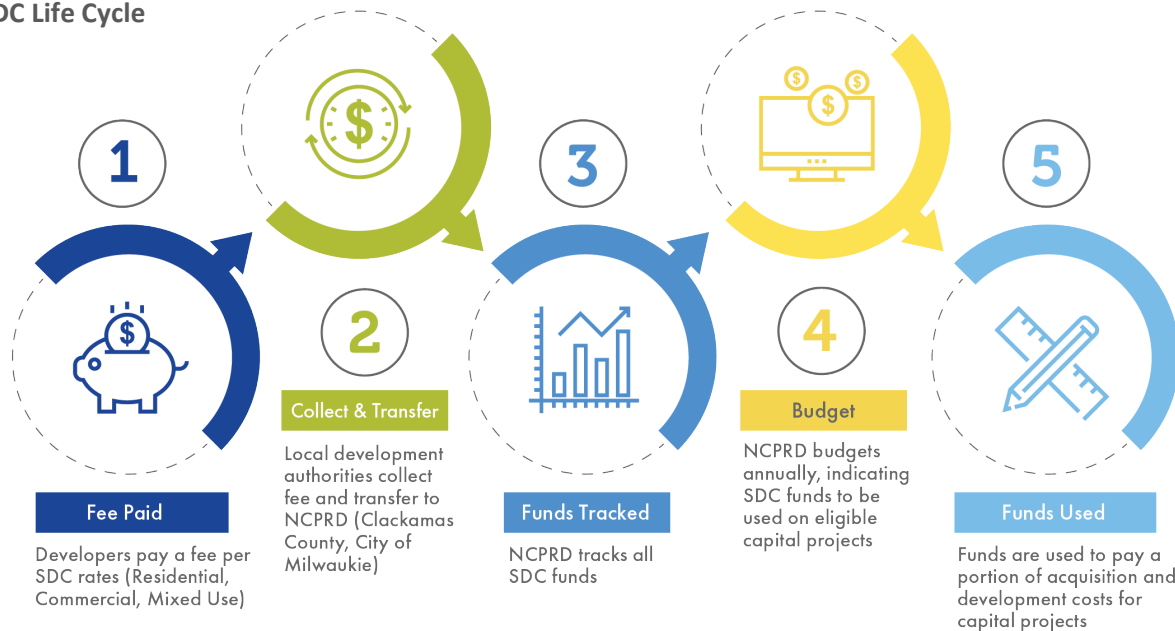 DC Life Cycle
1
Fee Paid
Developers pay a fee per
SDC rates (Residential,
Commercial, Mixed Use)
$
$
2
Collect & Transfer
Local development
authorities collect
fee and transfer to
NCPRD (Clackamas
County, City of
Milwaukie)
3
Funds Tracked
NCPRD tracks all
SDC funds
$
$
$
4
Budget
NCPRD budgets
annually, indicating
SDC funds to be
used on eligible
capital projects
5
Funds Used
Funds are used to pay a
portion of acquisition and
development costs for
capital projects